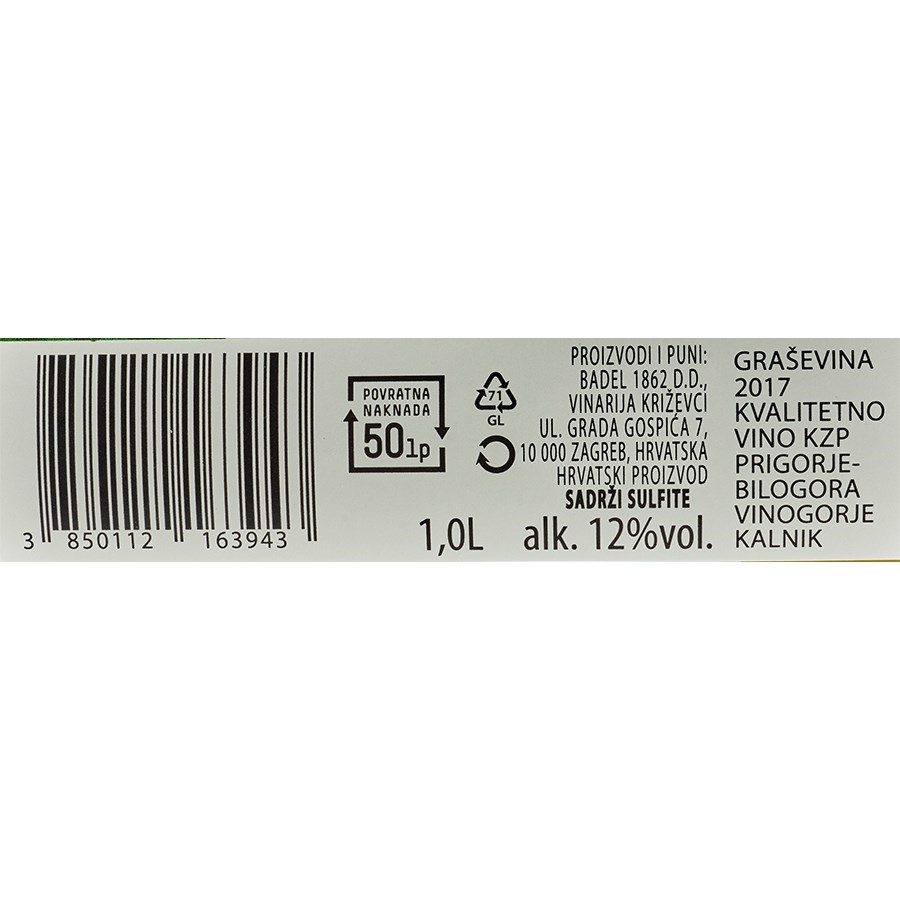 3 850112 163943
POVRATNA
NAKNADA
50lp
71
GL
1,0L
PROIZVODI I PUNI:
BADEL 1862 D.D.,
VINARIJA KRIŽEVCI
UL. GRADA GOSPIĆA 7,
10 000 ZAGREB, HRVATSKA
HRVATSKI PROIZVOD
SADRŽI SULFITE
alk. 12%vol.
GRAŠEVINA
2017
KVALITETNO
VINO KZP
PRIGORJE-
BILOGORA
VINOGORJE
KALNIK